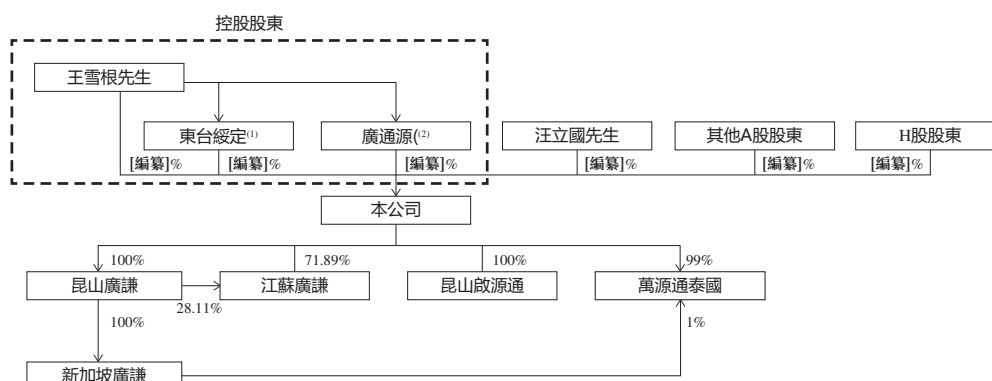 控股股東
王雪根先生
東台綏定(1) 廣通源((2) 汪立國先生 其他A股股東 H股股東
[編纂]% [編纂]% [編纂]% [編纂]% [編纂]% [編纂]%
本公司
100% 71.89% 100% 99%
昆山廣謙 江蘇廣謙 昆山啟源通 萬源通泰國
28.11%
100% 1%
新加坡廣謙